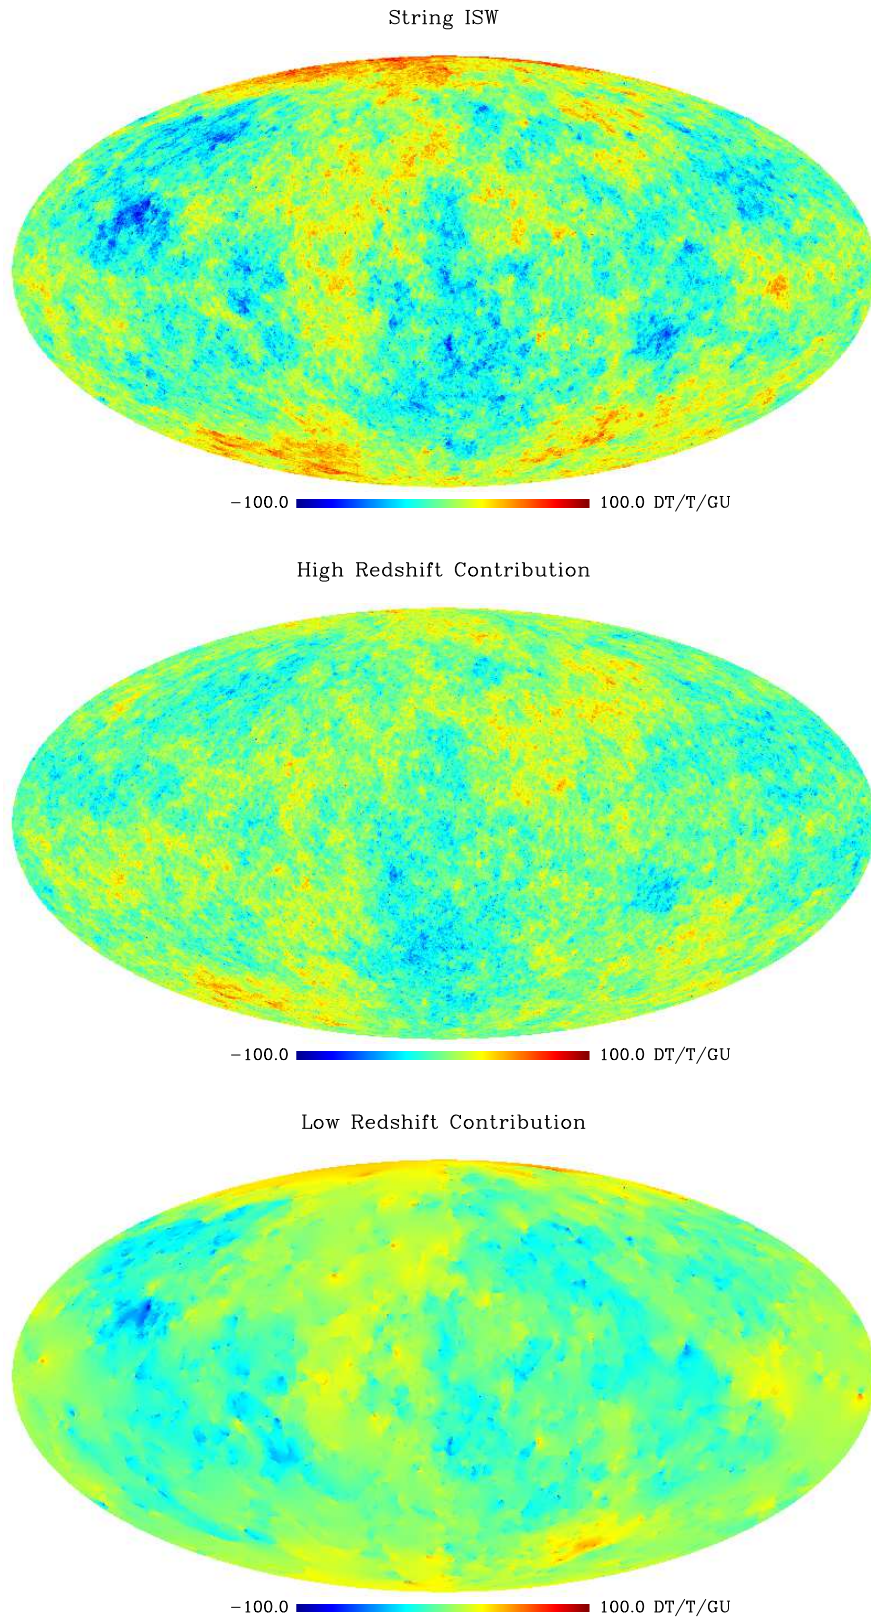 String ISW
−100.0 100.0 DT/T/GU
High Redshift Contribution
−100.0 100.0 DT/T/GU
Low Redshift Contribution
−100.0 100.0 DT/T/GU